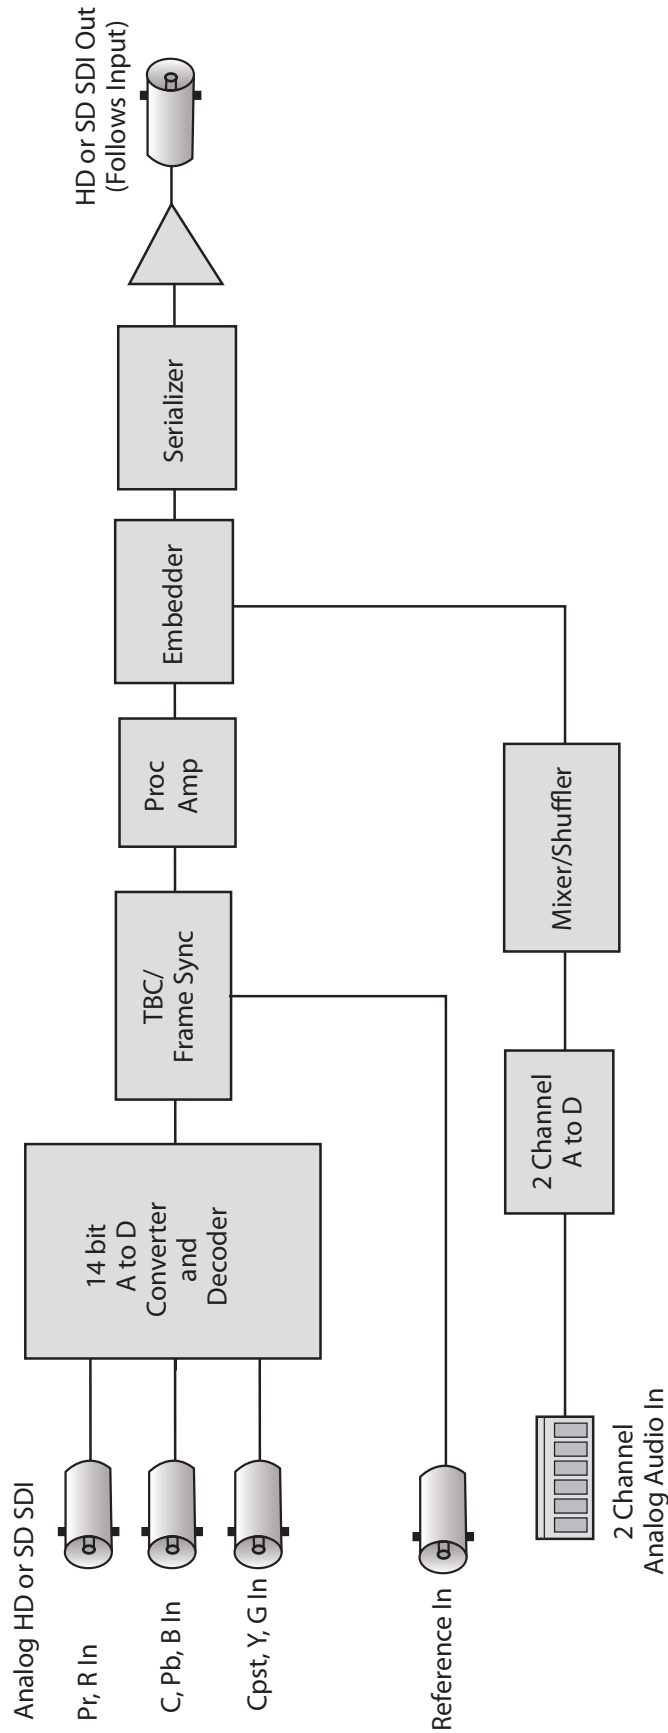 Analog HD or SD SDI
Pr, R In
C, Pb, B In
Cpst, Y, G In
Reference In
2 Channel
Analog Audio In
14 bit
A to D
Converter
and
Decoder
TBC/
Frame Sync
Proc
Amp
Embedder
Serializer
HD or SD SDI Out
(Follows Input)
2 Channel
A to D
Mixer/Shuffler